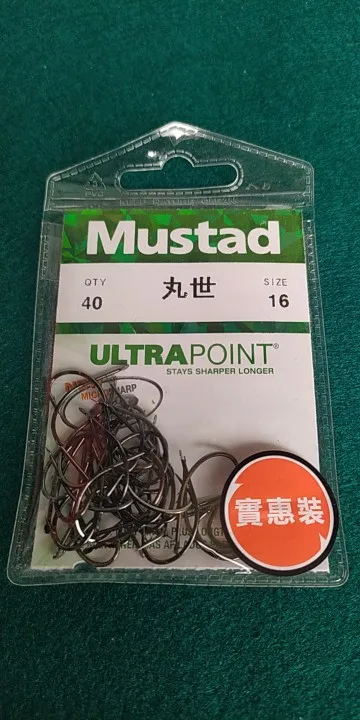 Mustad
QTY
40
丸世
SIZE
16
ULTRAPOINT®
STAYS SHARPER LONGER
實惠裝